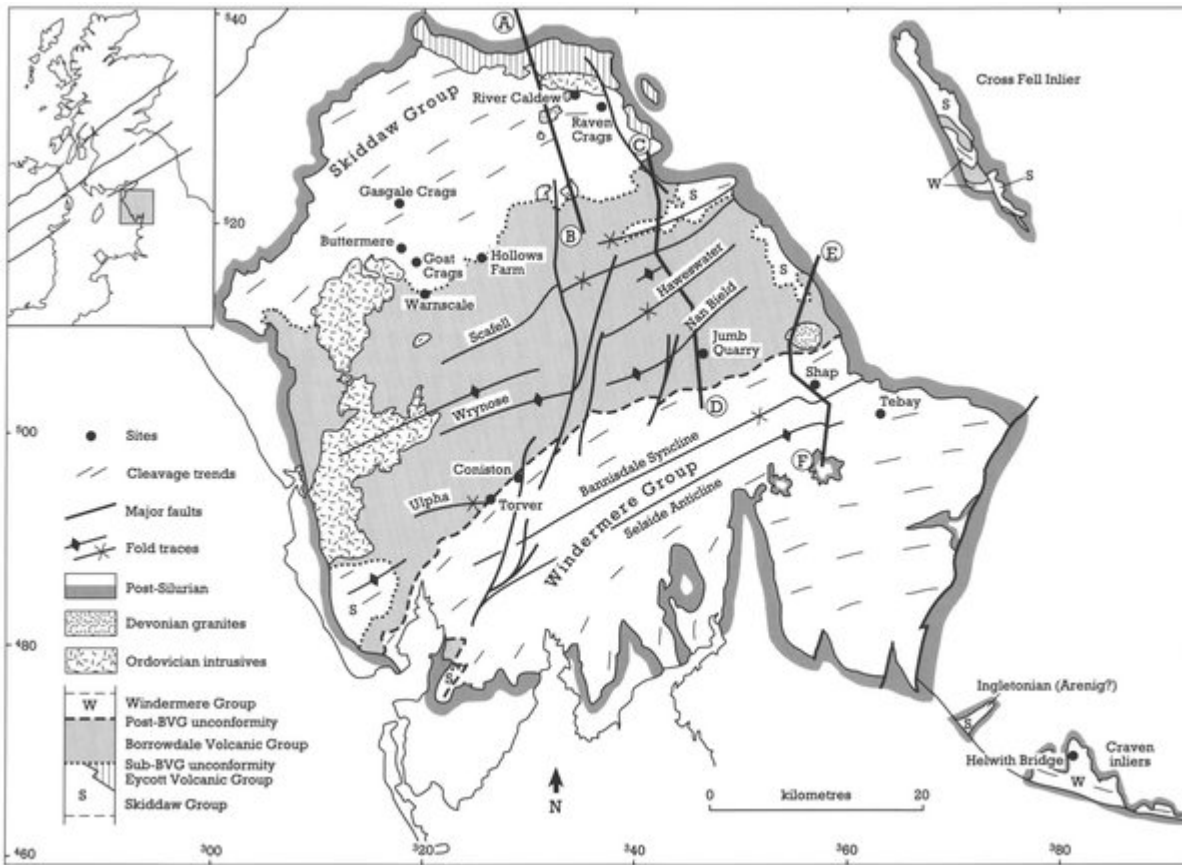 ⁵40
⁵20
⁵00
⁴80
⁴60
³00
³20
³40
³60
³80
A
Skiddaw Group
River Caldew
Raven
Crags
C
Cross Fell Inlier
S
W
S
Gasgale Crags
S
Buttermere
Goat
Crags
Hollows
Farm
B
Warnscale
E
S
Haweswater
Scafell
Nan Bield
Jumb
Quarry
Shap
Wrynose
D
Tebay
Bannisdale Syncline
F
Coniston
Ulpha
Torver
Windermere Group
Selside Anticline
S
S
Sites
Cleavage trends
Major faults
Fold traces
Post-Silurian
Devonian granites
Ordovician intrusives
W
Windermere Group
Post-BVG unconformity
Borrowdale Volcanic Group
Sub-BVG unconformity
Eycott Volcanic Group
S
Skiddaw Group
Ingletonian (Arenig?)
S
Helwith Bridge
Craven
inliers
W
N
0 kilometres 20